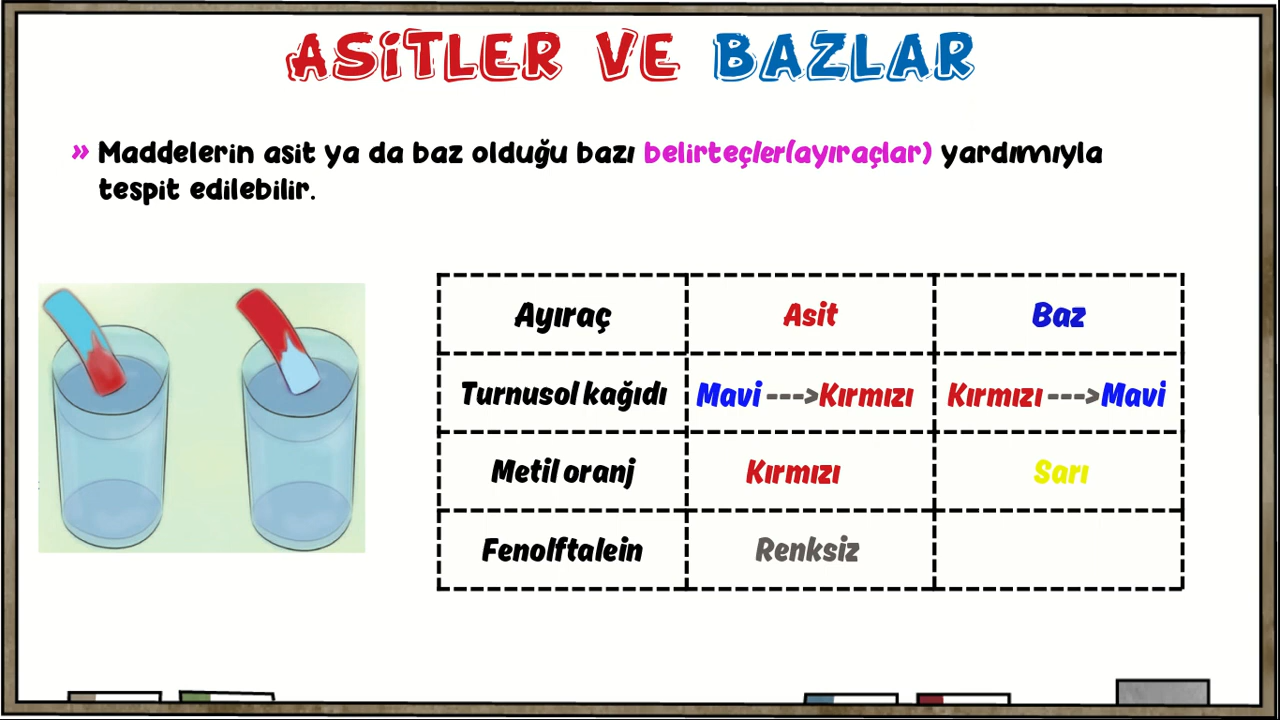 ASİTLER VE BAZLAR
» Maddelerin asit ya da baz olduğu bazı belirteçler(ayıraçlar) yardımıyla
tespit edilebilir.
Ayıraç Asit Baz
Turnusol kağıdı Mavi --->Kırmızı Kırmızı --->Mavi
Metil oranj Kırmızı Sarı
Fenolftalein Renksiz